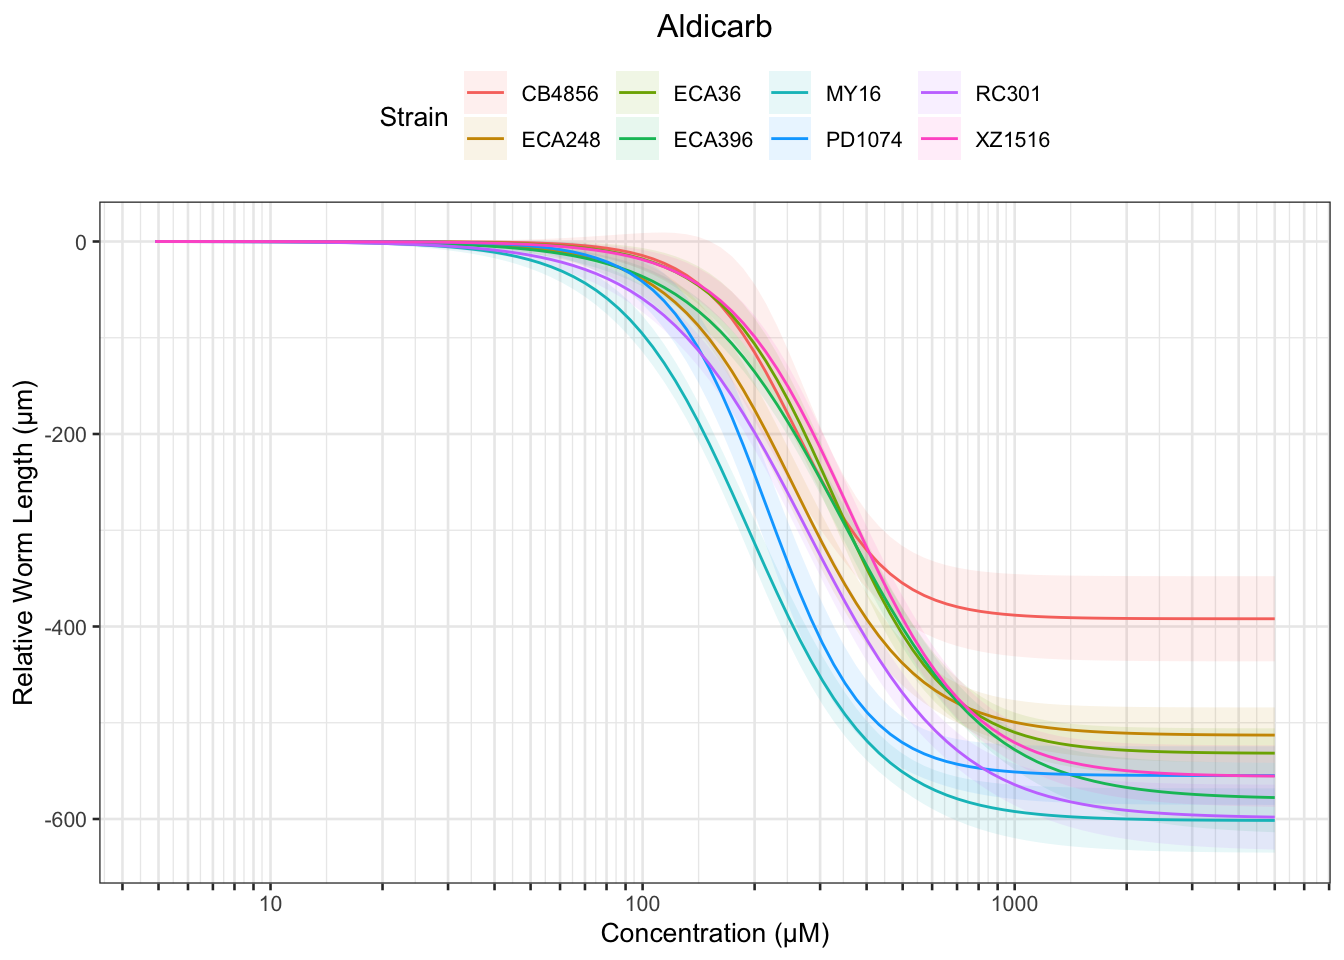 Aldicarb
Strain
CB4856 ECA36 MY16 RC301
ECA248 ECA396 PD1074 XZ1516
Relative Worm Length (μm)
0
-200
-400
-600
10 100 1000
Concentration (μM)